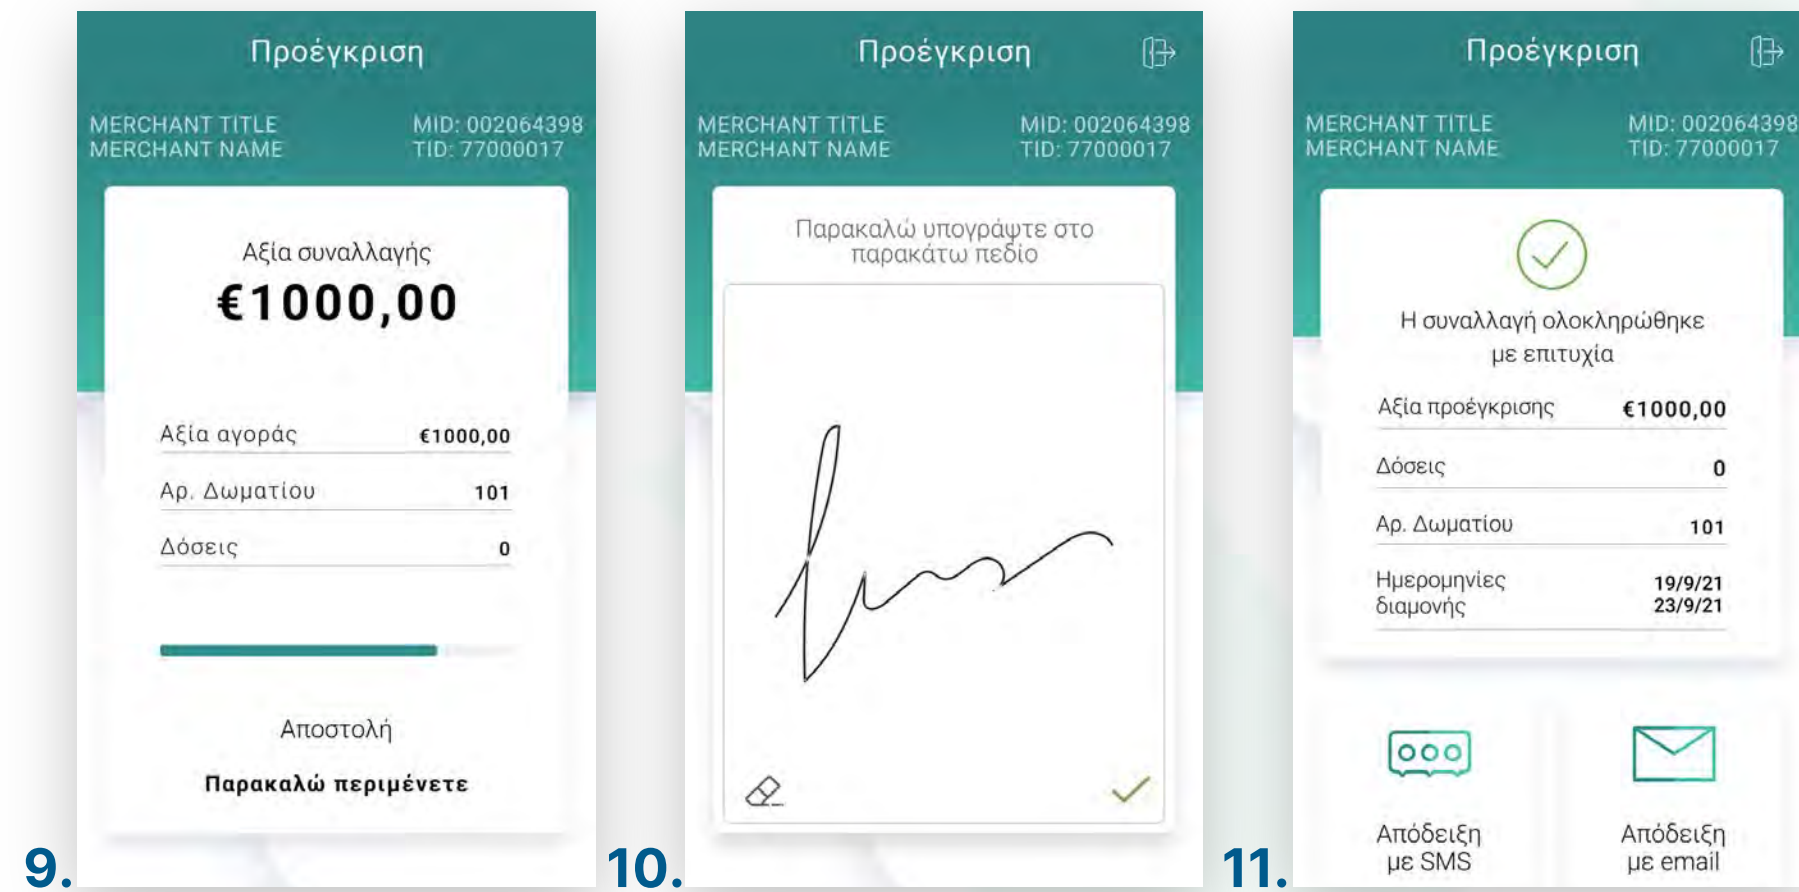 Προέγκριση
MERCHANT TITLE MID: 002064398
MERCHANT NAME TID: 77000017
Αξία συναλλαγής
€1000,00
Αξία αγοράς €1000,00
Αρ. Δωματίου 101
Δόσεις 0
Αποστολή
Παρακαλώ περιμένετε
9.
Προέγκριση
MERCHANT TITLE MID: 002064398
MERCHANT NAME TID: 77000017
Παρακαλώ υπογράψτε στο
παρακάτω πεδίο
10.
Προέγκριση
MERCHANT TITLE MID: 002064398
MERCHANT NAME TID: 77000017
Η συναλλαγή ολοκληρώθηκε
με επιτυχία
Αξία προέγκρισης €1000,00
Δόσεις 0
Αρ. Δωματίου 101
Ημερομηνίες 19/9/21
διαμονής 23/9/21
Απόδειξη
με SMS
Απόδειξη
με email
11.